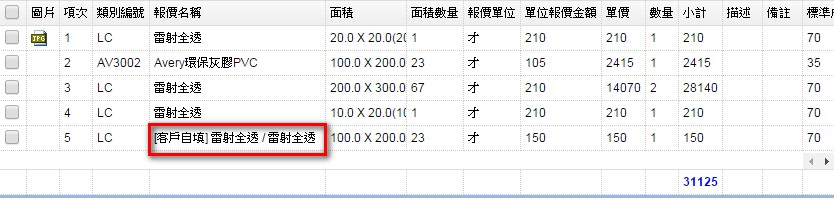 圖片 項次 類別編號 報價名稱 面積 面積數量 報價單位 單位報價金額 單價 數量 小計 描述 備註
JPG 1 LC 雷射全透 20.0 X 20.0(20 1 才 210 210 1 210 70
2 AV3002 Avery環保灰膠PVC 100.0 X 200.0 23 才 105 2415 1 2415 35
3 LC 雷射全透 200.0 X 300.0 67 才 210 14070 2 28140 70
4 LC 雷射全透 10.0 X 20.0(10 1 才 210 210 1 210 70
5 LC [客戶自填] 雷射全透 / 雷射全透 100.0 X 200.0 23 才 150 150 1 150 70
31125